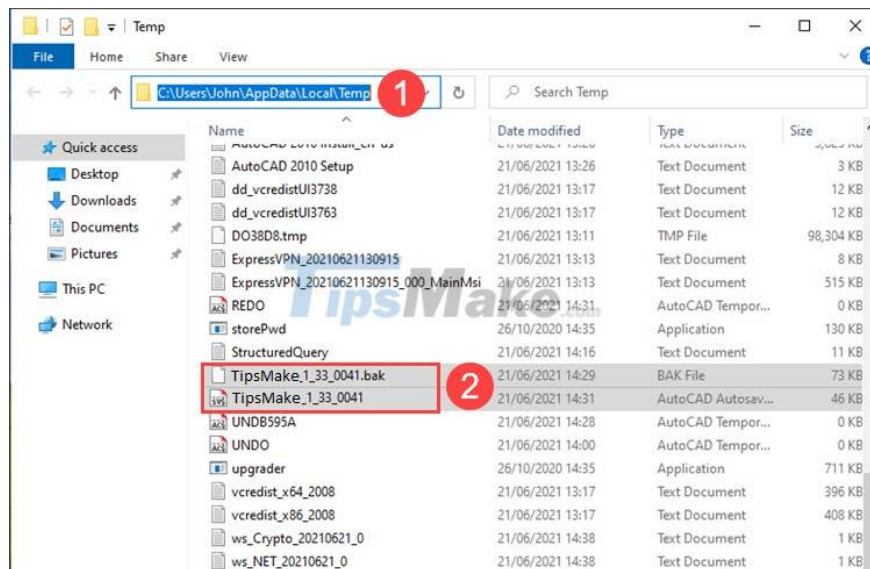 Temp
File Home Share View
C:\Users\John\AppData\Local\Temp 1 Search Temp
Name Date modified Type Size
Quick access
Desktop
Downloads
Documents
Pictures
This PC
Network
AutoCAD 2010 Setup 21/06/2021 13:26 Text Document 3 KB
dd_vcredistUI3738 21/06/2021 13:17 Text Document 12 KB
dd_vcredistUI3763 21/06/2021 13:17 Text Document 12 KB
DO38D8.tmp 21/06/2021 13:11 TMP File 98,304 KB
ExpressVPN_20210621130915 21/06/2021 13:13 Text Document 8 KB
ExpressVPN_20210621130915_000_MainMsi 21/06/2021 13:13 Text Document 515 KB
TipsMake.com
REDO 21/06/2021 14:31 AutoCAD Tempor... 0 KB
storePwd 26/10/2020 14:35 Application 130 KB
StructuredQuery 21/06/2021 14:16 Text Document 11 KB
TipsMake_1_33_0041.bak 21/06/2021 14:29 BAK File 73 KB
2
TipsMake_1_33_0041 21/06/2021 14:31 AutoCAD Autosav... 46 KB
UNDB595A 21/06/2021 14:28 AutoCAD Tempor... 0 KB
UNDO 21/06/2021 14:00 AutoCAD Tempor... 0 KB
upgrader 26/10/2020 14:35 Application 711 KB
vcredist_x64_2008 21/06/2021 13:17 Text Document 396 KB
vcredist_x86_2008 21/06/2021 13:17 Text Document 408 KB
ws_Crypto_20210621_0 21/06/2021 14:38 Text Document 1 KB
ws_NET_20210621_0 21/06/2021 14:38 Text Document 1 KB